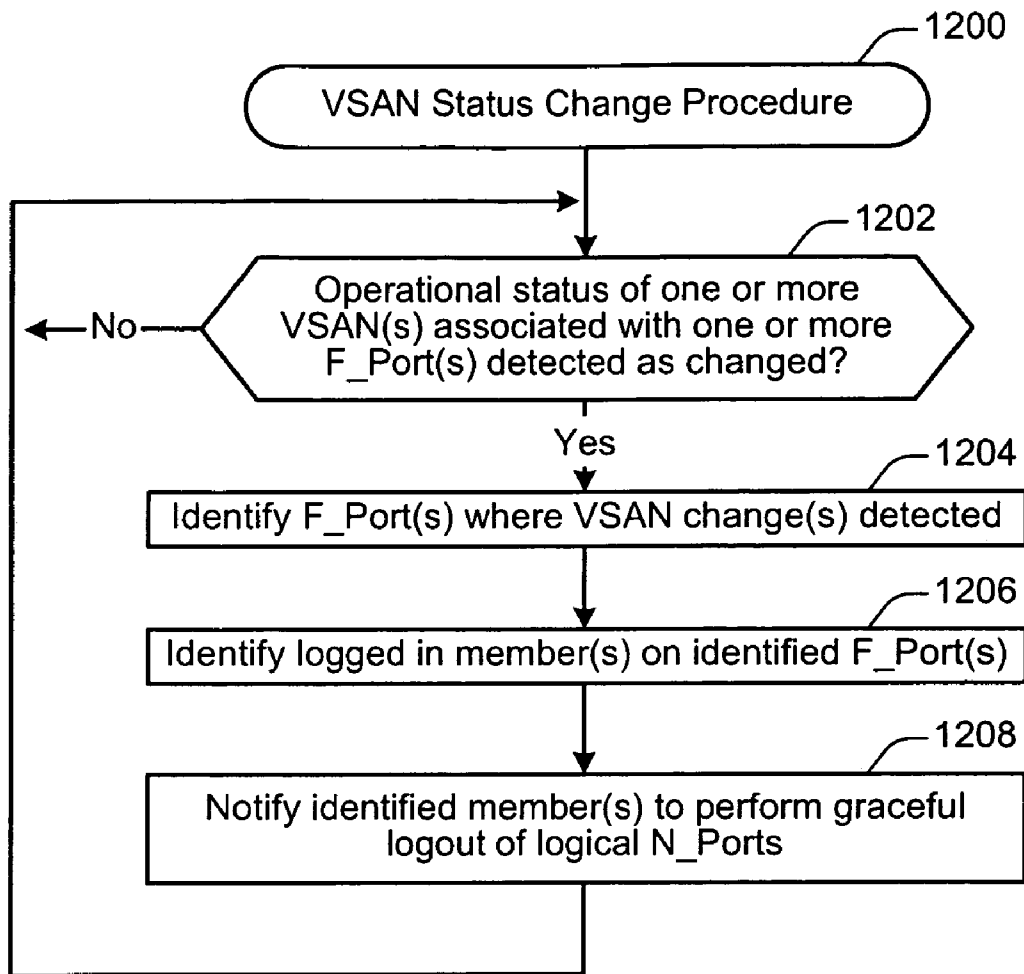 1200
VSAN Status Change Procedure
1202
Operational status of one or more
VSAN(s) associated with one or more
F_Port(s) detected as changed?
No
Yes
1204
Identify F_Port(s) where VSAN change(s) detected
1206
Identify logged in member(s) on identified F_Port(s)
1208
Notify identified member(s) to perform graceful
logout of logical N_Ports